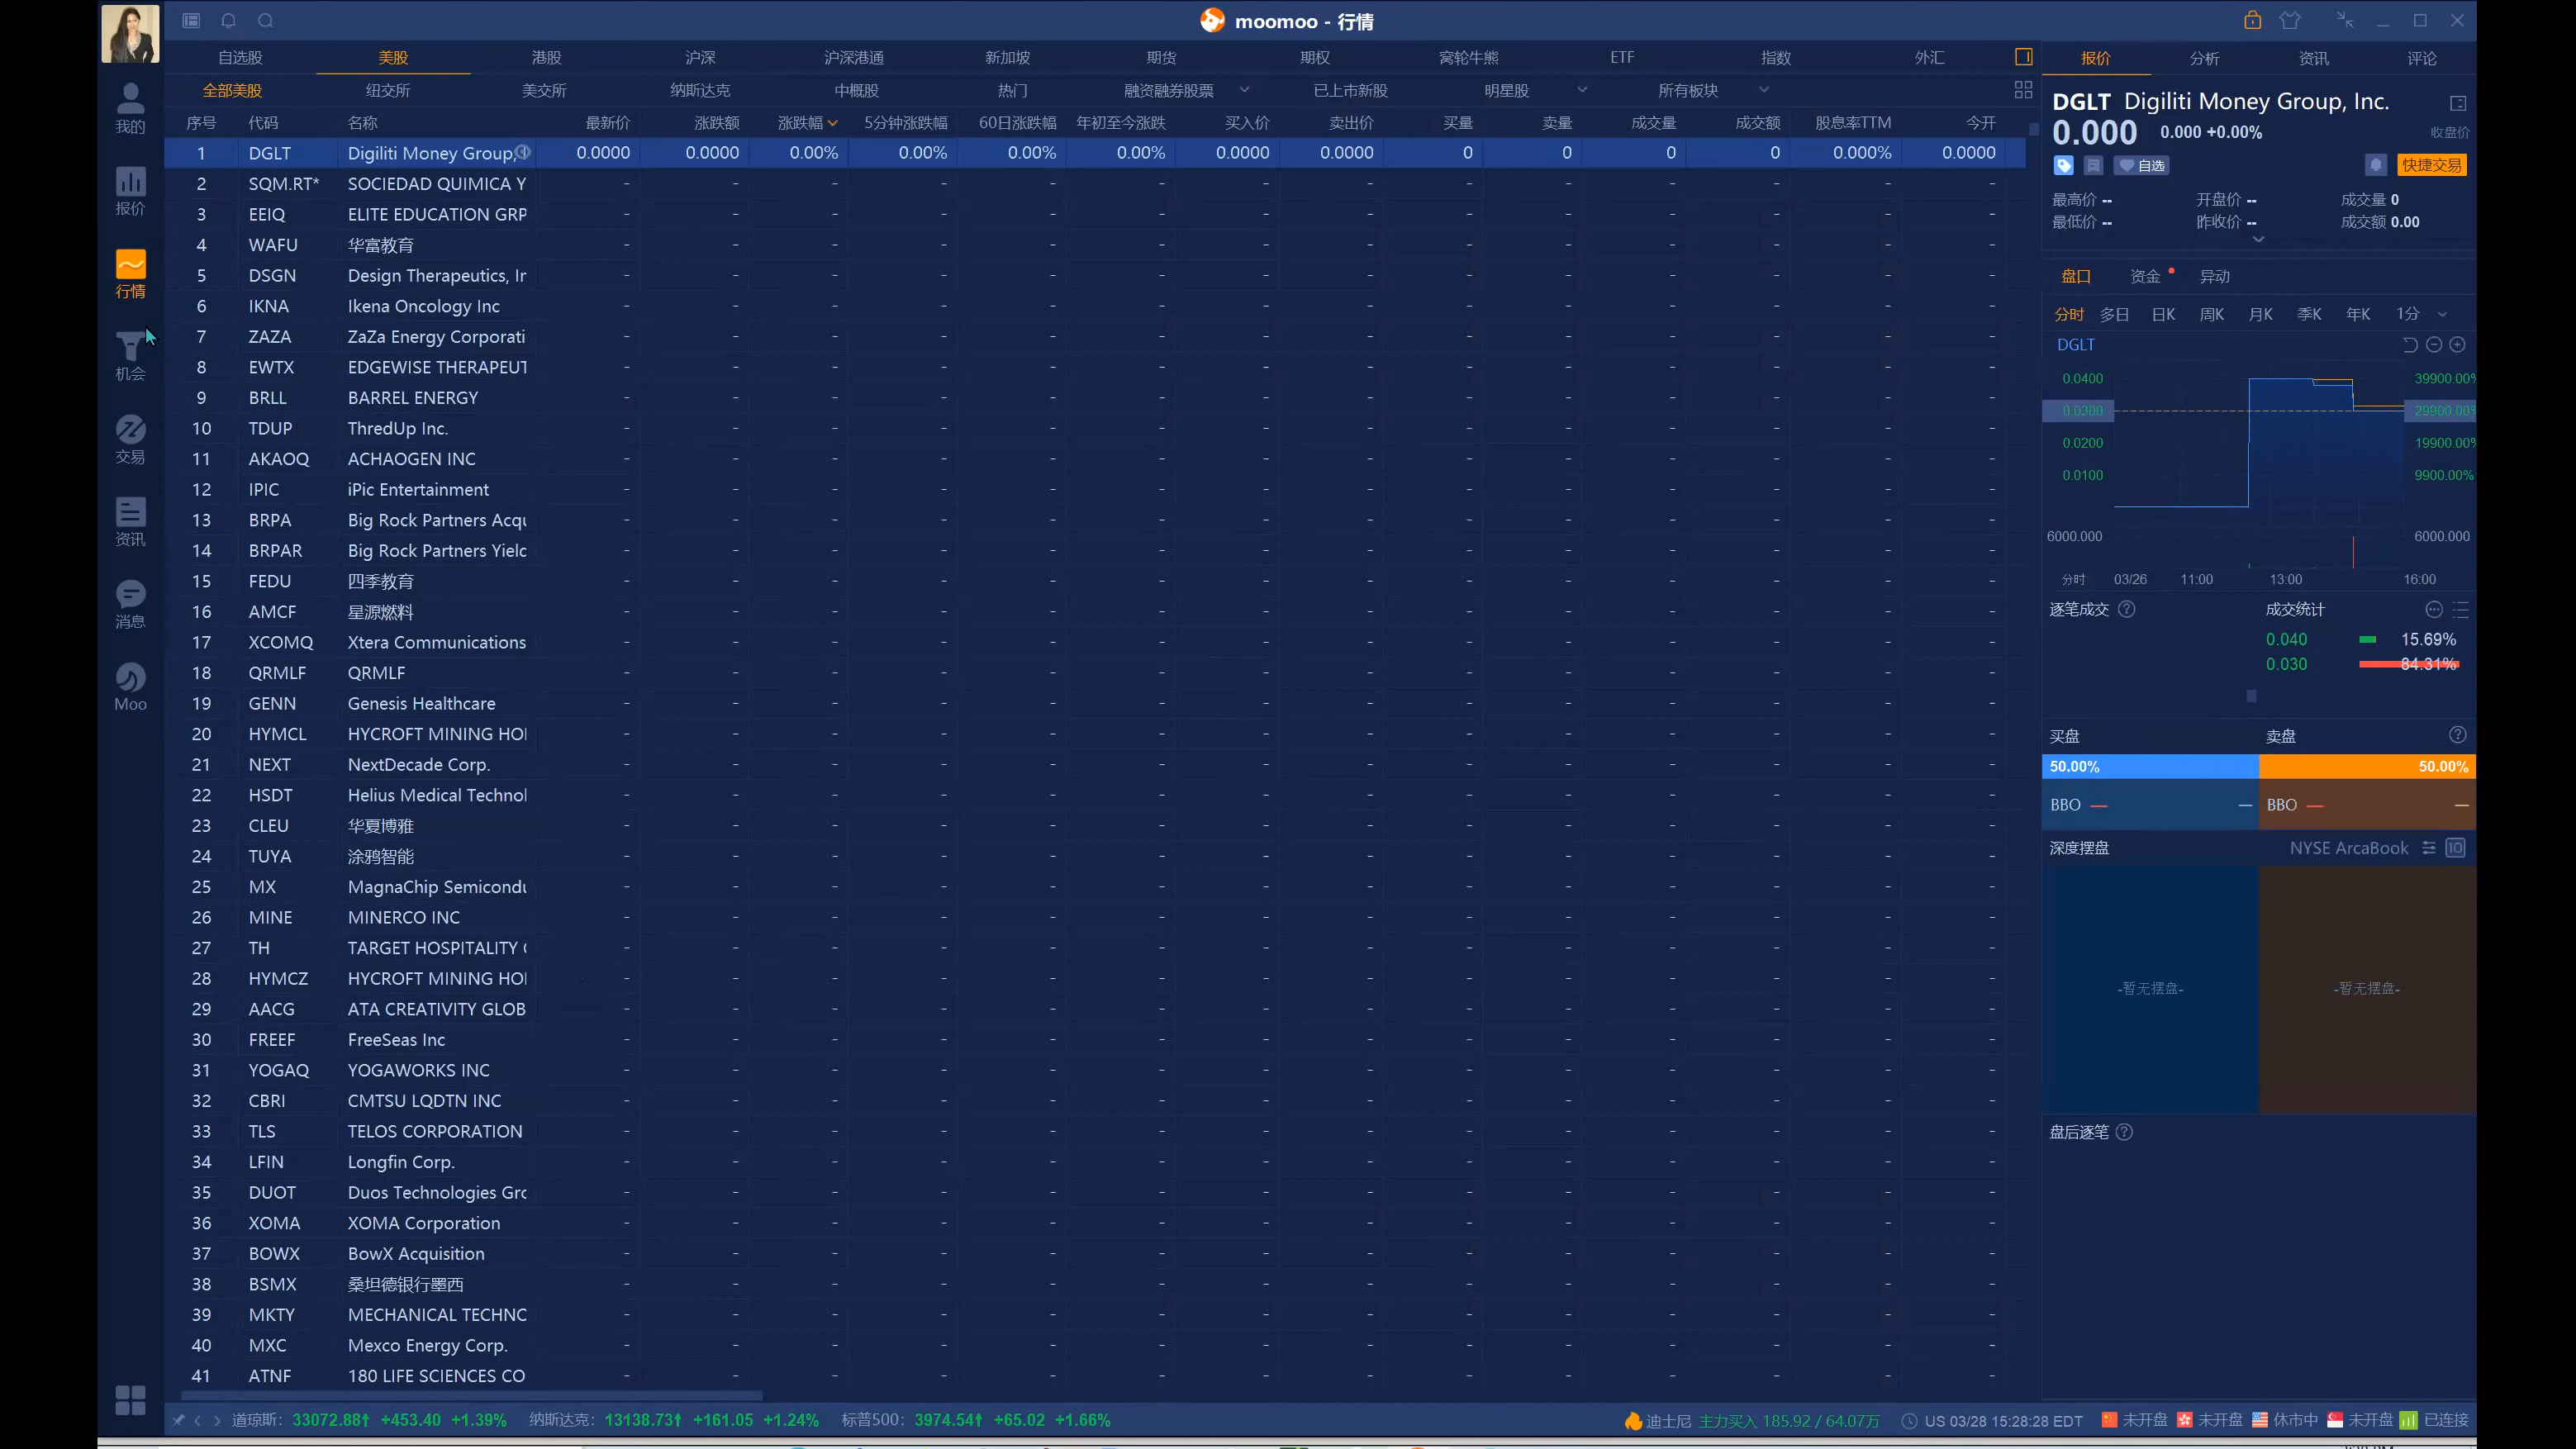 moomoo - 行情
自选股 美股 港股 沪深 沪深港通 新加坡 期货 期权 窝轮牛熊 ETF 指数 外汇
全部美股 纽交所 美交所 纳斯达克 中概股 热门 融资融券股票 已上市新股 明星股 所有板块
序号 代码 名称 最新价 涨跌额 涨跌幅 5分钟涨跌幅 60日涨跌幅 年初至今涨跌 买入价 卖出价 买量 卖量 成交量 成交额 股息率TTM 今开
1 DGLT Digiliti Money Group, 0.0000 0.0000 0.00% 0.00% 0.00% 0.00% 0.0000 0.0000 0 0 0 0 0.000% 0.0000
2 SQM.RT* SOCIEDAD QUIMICA Y - - - - - - - - - - - - - -
3 EEIQ ELITE EDUCATION GRP - - - - - - - - - - - - - -
4 WAFU 华富教育 - - - - - - - - - - - - - -
5 DSGN Design Therapeutics, Ir - - - - - - - - - - - - - -
6 IKNA Ikena Oncology Inc - - - - - - - - - - - - - -
7 ZAZA ZaZa Energy Corporati - - - - - - - - - - - - - -
8 EWTX EDGEWISE THERAPEUT - - - - - - - - - - - - - -
9 BRLL BARREL ENERGY - - - - - - - - - - - - - -
10 TDUP ThredUp Inc. - - - - - - - - - - - - - -
11 AKAOQ ACHAOGEN INC - - - - - - - - - - - - - -
12 IPIC iPic Entertainment - - - - - - - - - - - - - -
13 BRPA Big Rock Partners Acqu - - - - - - - - - - - - - -
14 BRPAR Big Rock Partners Yielc - - - - - - - - - - - - - -
15 FEDU 四季教育 - - - - - - - - - - - - - -
16 AMCF 星源燃料 - - - - - - - - - - - - - -
17 XCOMQ Xtera Communications - - - - - - - - - - - - - -
18 QRMLF QRMLF - - - - - - - - - - - - - -
19 GENN Genesis Healthcare - - - - - - - - - - - - - -
20 HYMCL HYCROFT MINING HOI - - - - - - - - - - - - - -
21 NEXT NextDecade Corp. - - - - - - - - - - - - - -
22 HSDT Helius Medical Technol - - - - - - - - - - - - - -
23 CLEU 华夏博雅 - - - - - - - - - - - - - -
24 TUYA 涂鸦智能 - - - - - - - - - - - - - -
25 MX MagnaChip Semicondu - - - - - - - - - - - - - -
26 MINE MINERCO INC - - - - - - - - - - - - - -
27 TH TARGET HOSPITALITY ( - - - - - - - - - - - - - -
28 HYMCZ HYCROFT MINING HOI - - - - - - - - - - - - - -
29 AACG ATA CREATIVITY GLOB - - - - - - - - - - - - - -
30 FREEF FreeSeas Inc - - - - - - - - - - - - - -
31 YOGAQ YOGAWORKS INC - - - - - - - - - - - - - -
32 CBRI CMTSU LQDTN INC - - - - - - - - - - - - - -
33 TLS TELOS CORPORATION - - - - - - - - - - - - - -
34 LFIN Longfin Corp. - - - - - - - - - - - - - -
35 DUOT Duos Technologies Grc - - - - - - - - - - - - - -
36 XOMA XOMA Corporation - - - - - - - - - - - - - -
37 BOWX BowX Acquisition - - - - - - - - - - - - - -
38 BSMX 桑坦德银行墨西 - - - - - - - - - - - - - -
39 MKTY MECHANICAL TECHNC - - - - - - - - - - - - - -
40 MXC Mexco Energy Corp. - - - - - - - - - - - - - -
41 ATNF 180 LIFE SCIENCES CO - - - - - - - - - - - - - -
我的
报价
行情
机会
交易
资讯
消息
Moo
报价 分析 资讯 评论
DGLT Digiliti Money Group, Inc.
0.000 0.000 +0.00% 收盘价
自选 快捷交易
最高价 -- 开盘价 -- 成交量 0
最低价 -- 昨收价 -- 成交额 0.00
盘口 资金 异动
分时 多日 日K 周K 月K 季K 年K 1分
DGLT
0.0400 39900.00%
0.0300 29900.00%
0.0200 19900.00%
0.0100 9900.00%
6000.000 6000.000
分时 03/26 11:00 13:00 16:00
逐笔成交 成交统计
0.040 15.69%
0.030 84.31%
买盘 卖盘
50.00% 50.00%
BBO — — BBO — —
深度摆盘 NYSE ArcaBook 10
-暂无摆盘- -暂无摆盘-
盘后逐笔
道琼斯: 33072.88↑ +453.40 +1.39% 纳斯达克: 13138.73↑ +161.05 +1.24% 标普500: 3974.54↑ +65.02 +1.66% 迪士尼 主力买入 185.92 / 64.07万 US 03/28 15:28:28 EDT 未开盘 未开盘 休市中 未开盘 已连接